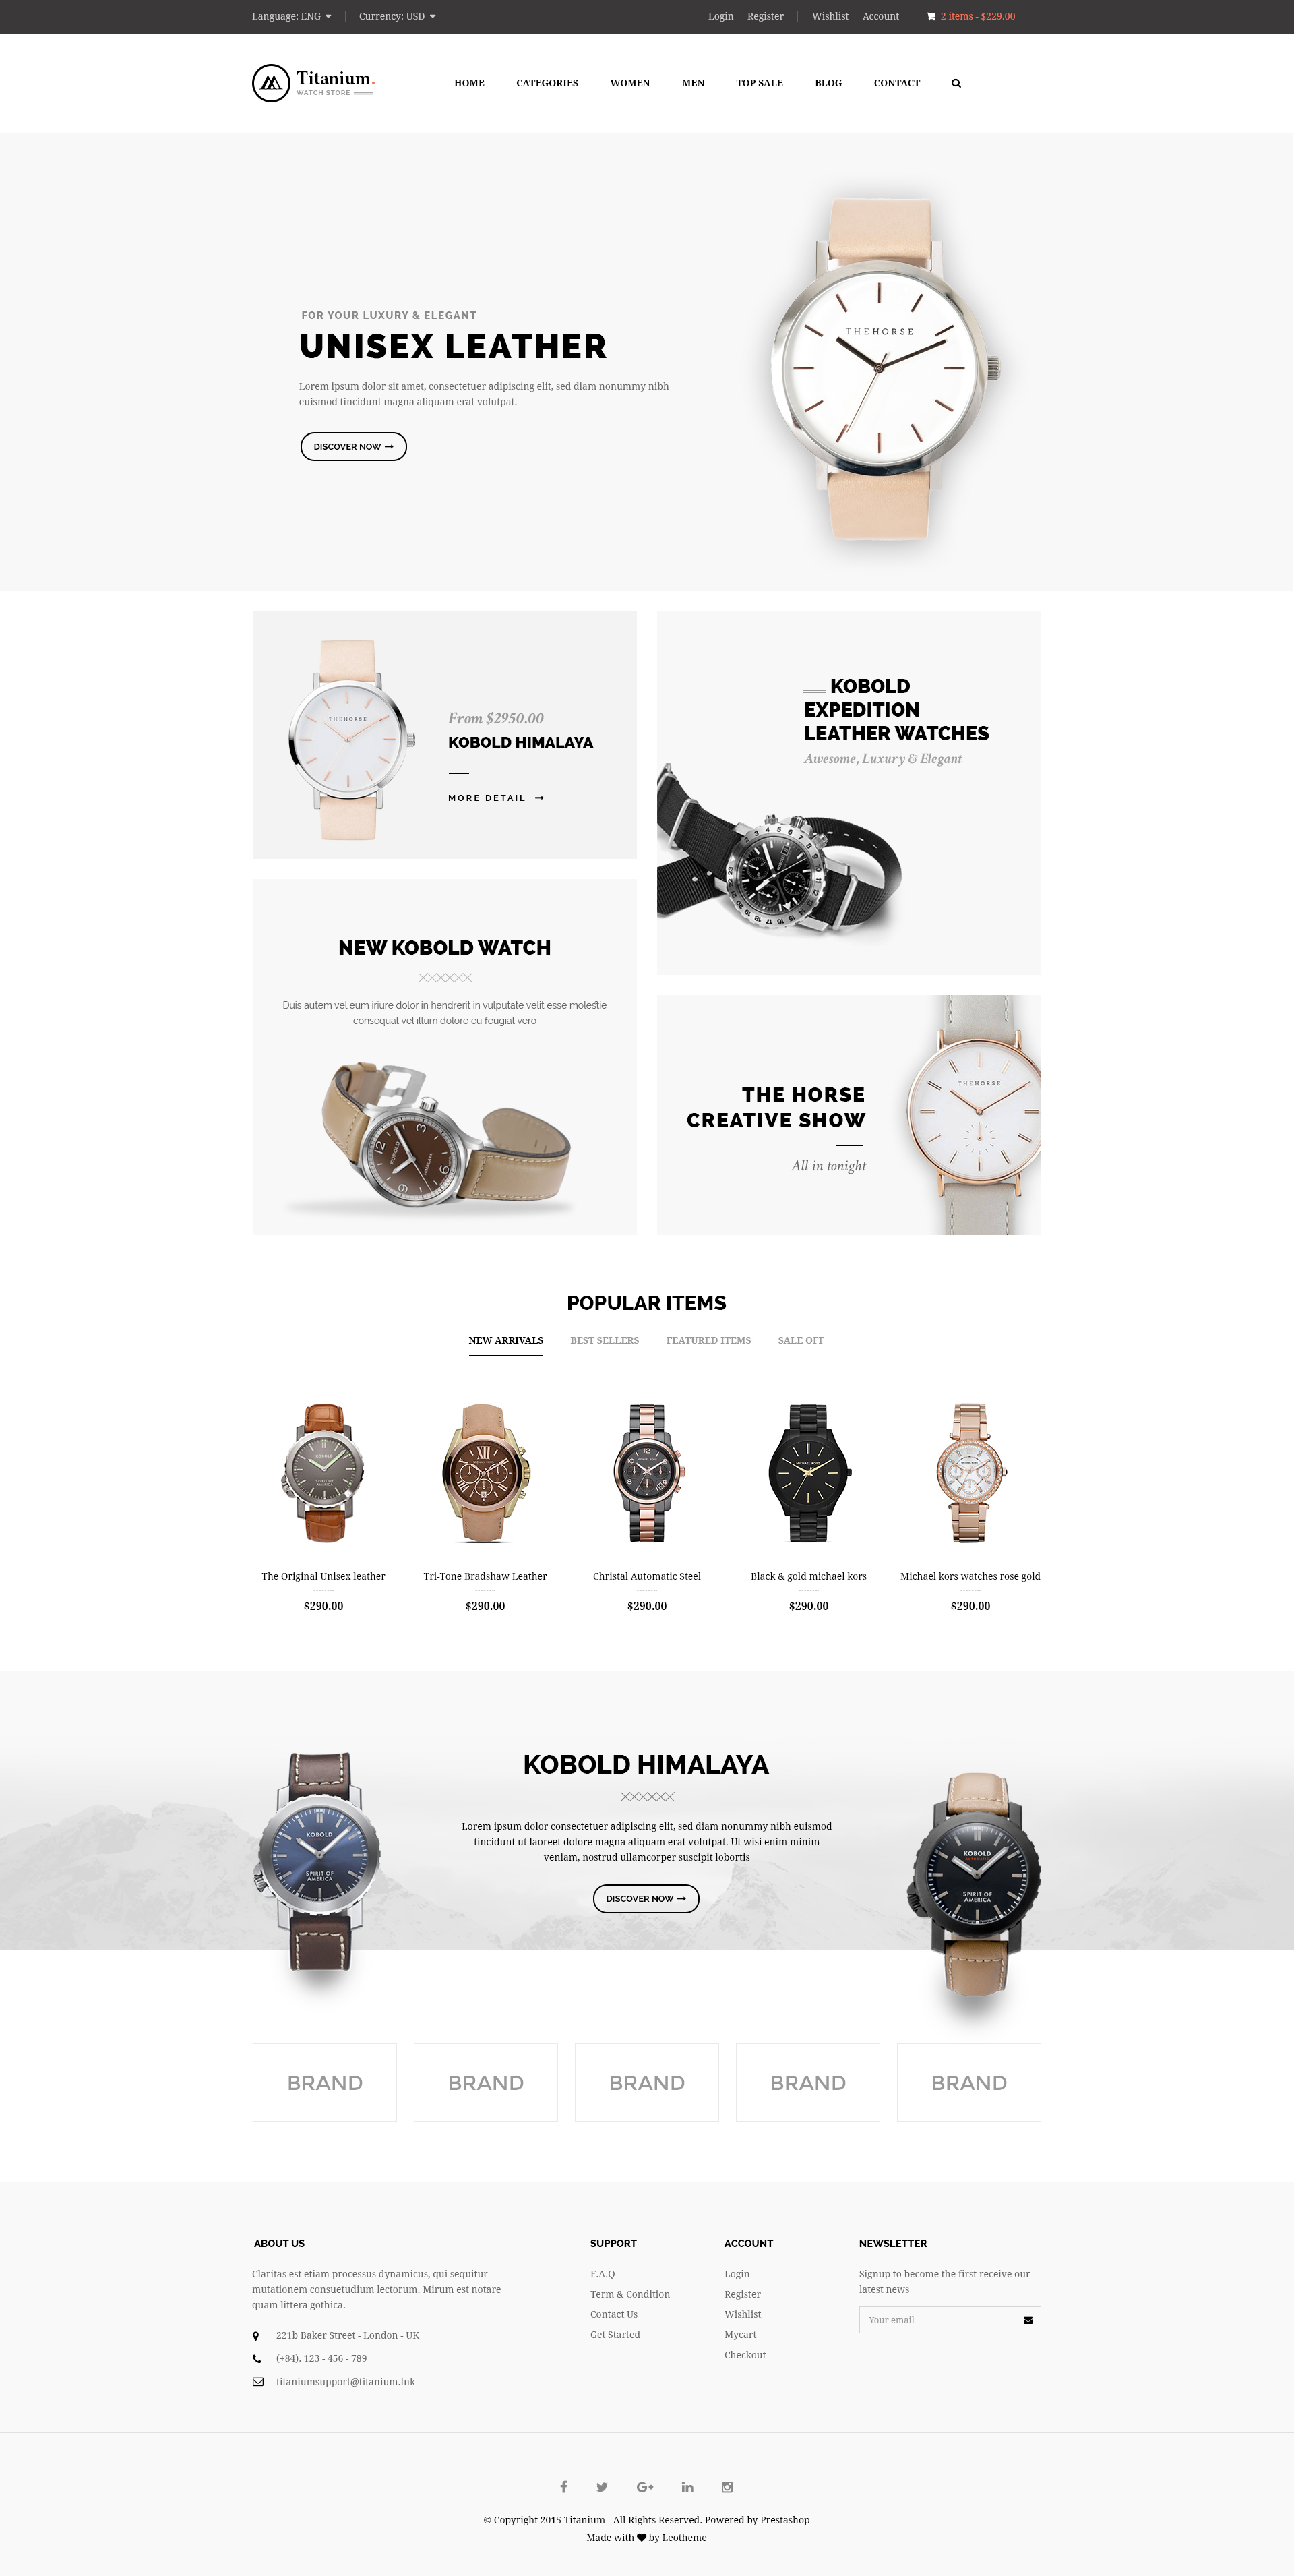 Language: ENG
Currency: USD
Login
Register
Wishlist
Account
2 items - $229.00
Titanium.
WATCH STORE
HOME
CATEGORIES
WOMEN
MEN
TOP SALE
BLOG
CONTACT
THEHORSE
FOR YOUR LUXURY & ELEGANT
UNISEX LEATHER
Lorem ipsum dolor sit amet, consectetuer adipiscing elit, sed diam nonummy nibh
euismod tincidunt magna aliquam erat volutpat.
DISCOVER NOW
THEHORSE
From $2950.00
KOBOLD HIMALAYA
MORE DETAIL
KOBOLD
EXPEDITION
LEATHER WATCHES
Awesome, Luxury & Elegant
NEW KOBOLD WATCH
Duis autem vel eum iriure dolor in hendrerit in vulputate velit esse molestie
consequat vel illum dolore eu feugiat vero
KOBOLD
HIMALAYA
THE HORSE
CREATIVE SHOW
All in tonight
THEHORSE
POPULAR ITEMS
NEW ARRIVALS
BEST SELLERS
FEATURED ITEMS
SALE OFF
The Original Unisex leather
$290.00
Tri-Tone Bradshaw Leather
$290.00
Christal Automatic Steel
$290.00
Black & gold michael kors
$290.00
Michael kors watches rose gold
$290.00
KOBOLD HIMALAYA
Lorem ipsum dolor consectetuer adipiscing elit, sed diam nonummy nibh euismod
tincidunt ut laoreet dolore magna aliquam erat volutpat. Ut wisi enim minim
veniam, nostrud ullamcorper suscipit lobortis
DISCOVER NOW
KOBOLD
SPIRIT OF
AMERICA
KOBOLD
SPIRIT OF
AMERICA
BRAND
BRAND
BRAND
BRAND
BRAND
ABOUT US
Claritas est etiam processus dynamicus, qui sequitur
mutationem consuetudium lectorum. Mirum est notare
quam littera gothica.
221b Baker Street - London - UK
(+84). 123 - 456 - 789
titaniumsupport@titanium.lnk
SUPPORT
F.A.Q
Term & Condition
Contact Us
Get Started
ACCOUNT
Login
Register
Wishlist
Mycart
Checkout
NEWSLETTER
Signup to become the first receive our
latest news
Your email
© Copyright 2015 Titanium - All Rights Reserved. Powered by Prestashop
Made with ♥ by Leotheme